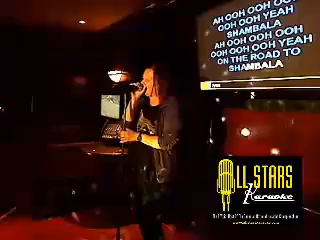 AH OOH OOH OOH
OOH OOH YEAH
SHAMBALA
AH OOH OOH OOH
OOH OOH OOH YEAH
ON THE ROAD TO
SHAMBALA
ALL STARS
Karaoke